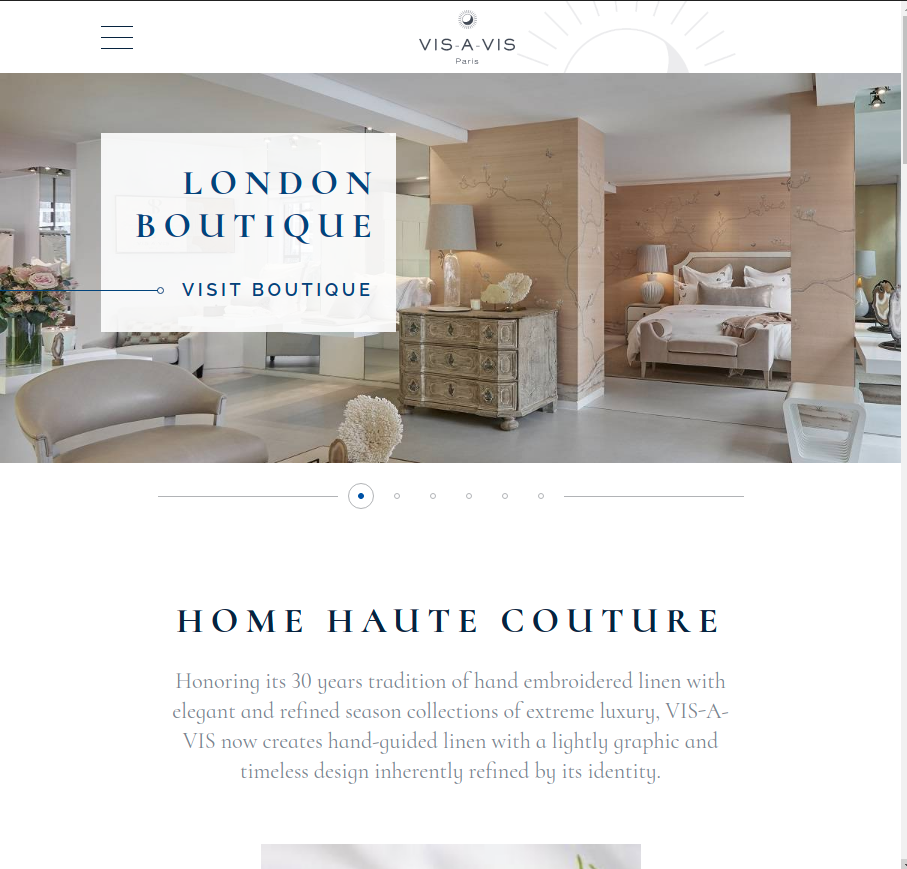 VIS-A-VIS
Paris
LONDON
BOUTIQUE
VISIT BOUTIQUE
HOME HAUTE COUTURE
Honoring its 30 years tradition of hand embroidered linen with
elegant and refined season collections of extreme luxury, VIS-A-
VIS now creates hand-guided linen with a lightly graphic and
timeless design inherently refined by its identity.